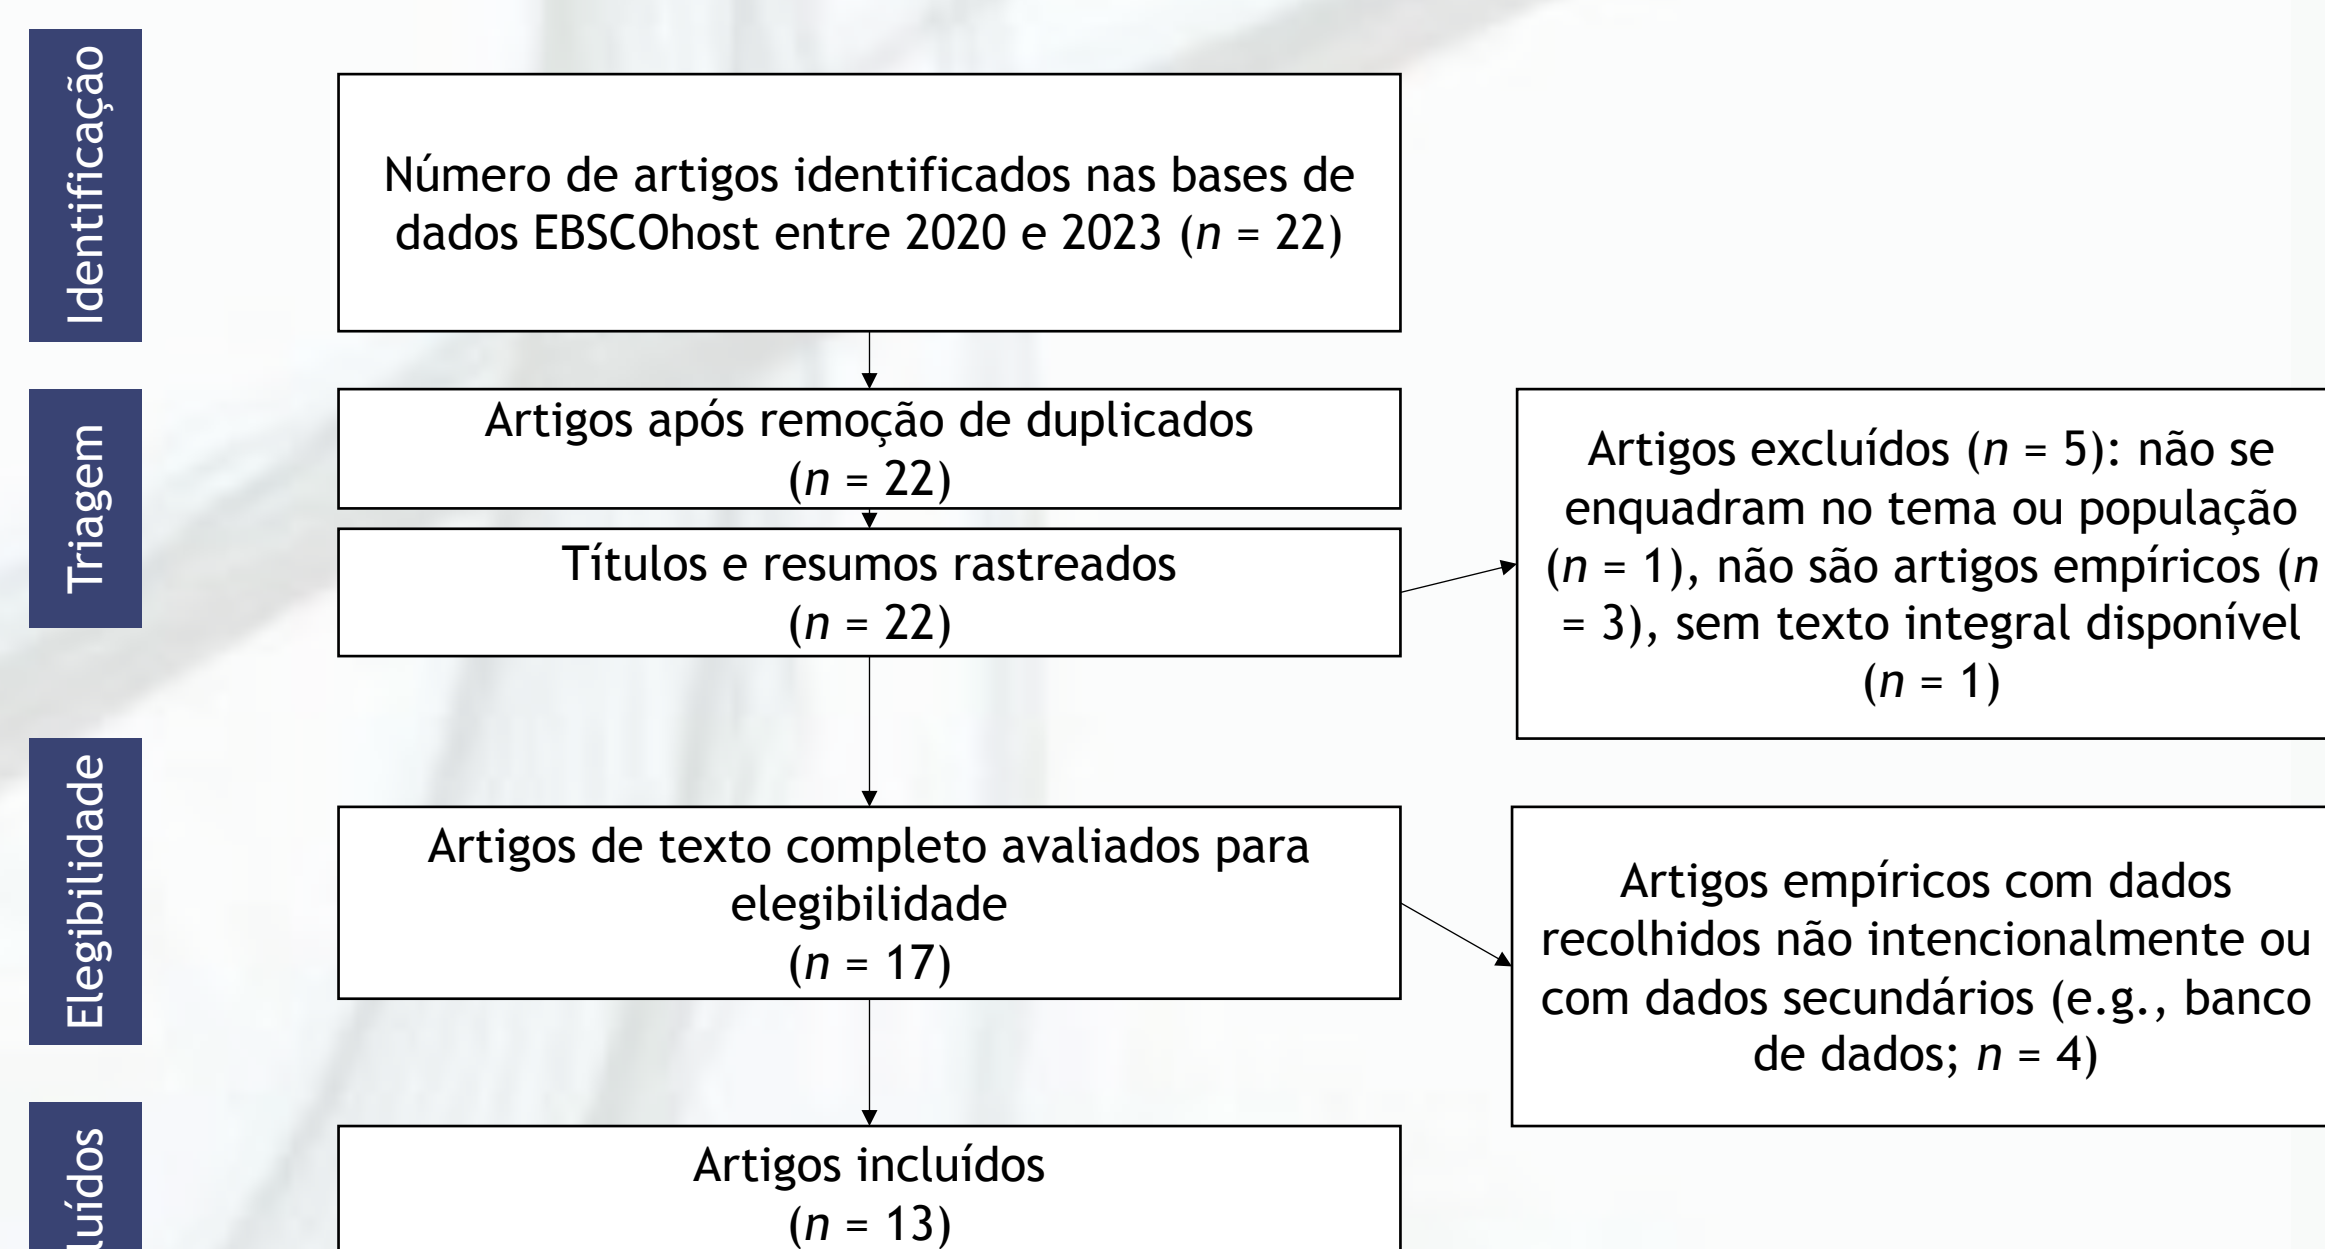 Identificação
Número de artigos identificados nas bases de
dados EBSCOhost entre 2020 e 2023 (n = 22)
Triagem
Artigos após remoção de duplicados
(n = 22)
Títulos e resumos rastreados
(n = 22)
Artigos excluídos (n = 5): não se
enquadram no tema ou população
(n = 1), não são artigos empíricos (n
= 3), sem texto integral disponível
(n = 1)
Elegibilidade
Artigos de texto completo avaliados para
elegibilidade
(n = 17)
Artigos empíricos com dados
recolhidos não intencionalmente ou
com dados secundários (e.g., banco
de dados; n = 4)
Artigos incluídos
(n = 13)